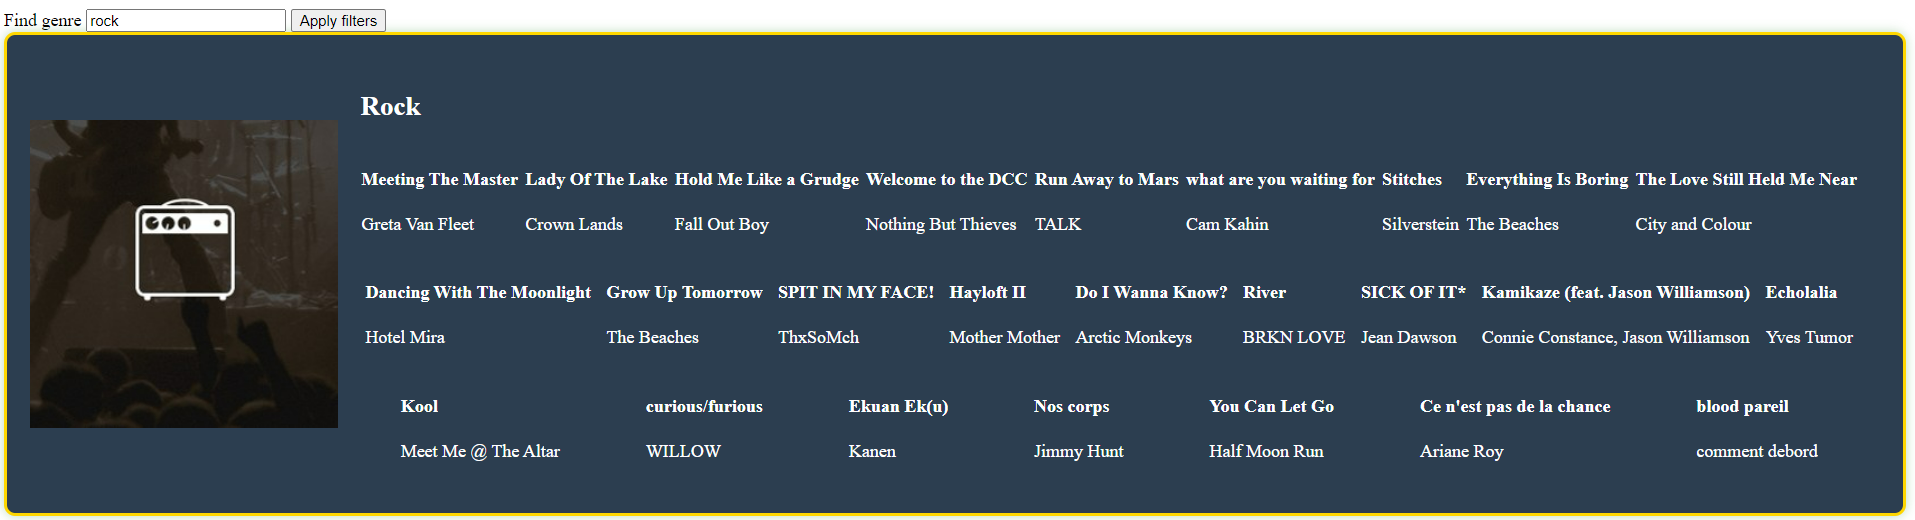 Find genre rock Apply filters
Rock
Meeting The Master Lady Of The Lake Hold Me Like a Grudge Welcome to the DCC Run Away to Mars what are you waiting for Stitches Everything Is Boring The Love Still Held Me Near
Greta Van Fleet Crown Lands Fall Out Boy Nothing But Thieves TALK Cam Kahin Silverstein The Beaches City and Colour
Dancing With The Moonlight Grow Up Tomorrow SPIT IN MY FACE! Hayloft II Do I Wanna Know? River SICK OF IT* Kamikaze (feat. Jason Williamson) Echolalia
Hotel Mira The Beaches ThxSoMch Mother Mother Arctic Monkeys BRKN LOVE Jean Dawson Connie Constance, Jason Williamson Yves Tumor
Kool curious/furious Ekuan Ek(u) Nos corps You Can Let Go Ce n'est pas de la chance blood pareil
Meet Me @ The Altar WILLOW Kanen Jimmy Hunt Half Moon Run Ariane Roy comment debord